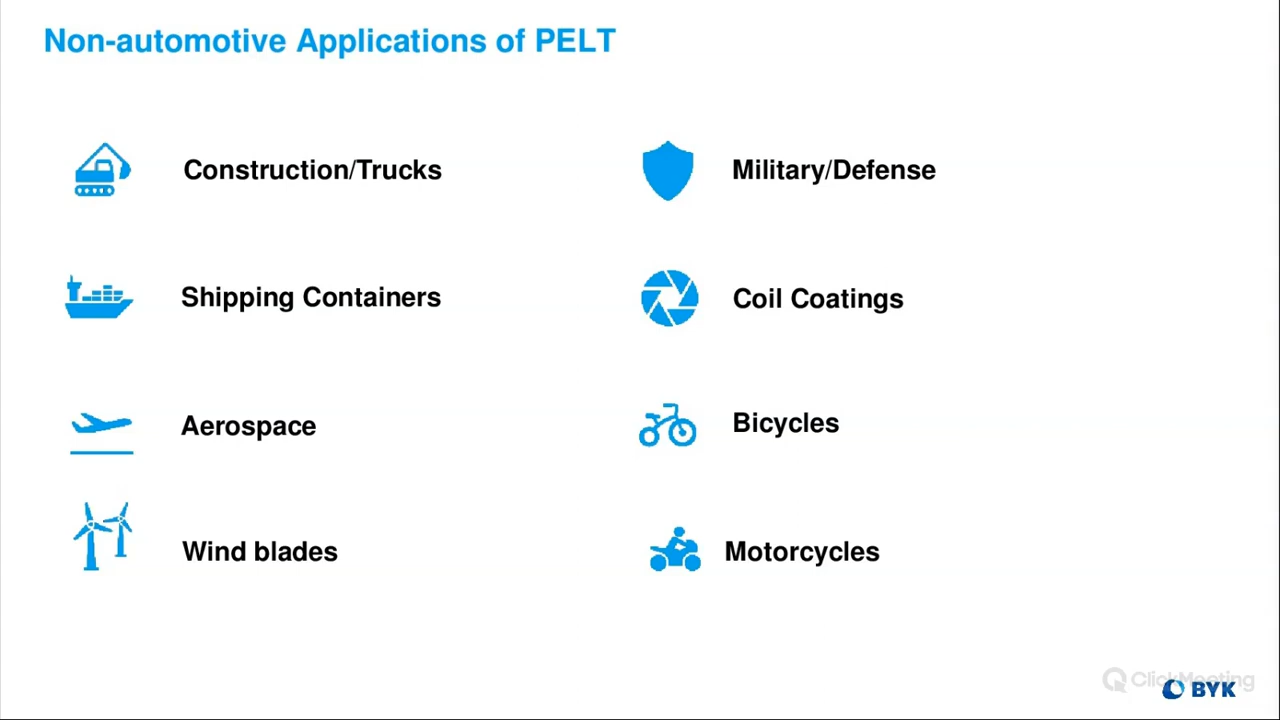 Non-automotive Applications of PELT
Construction/Trucks
Military/Defense
Shipping Containers
Coil Coatings
Aerospace
Bicycles
Wind blades
Motorcycles
ClickMeeting
BYK